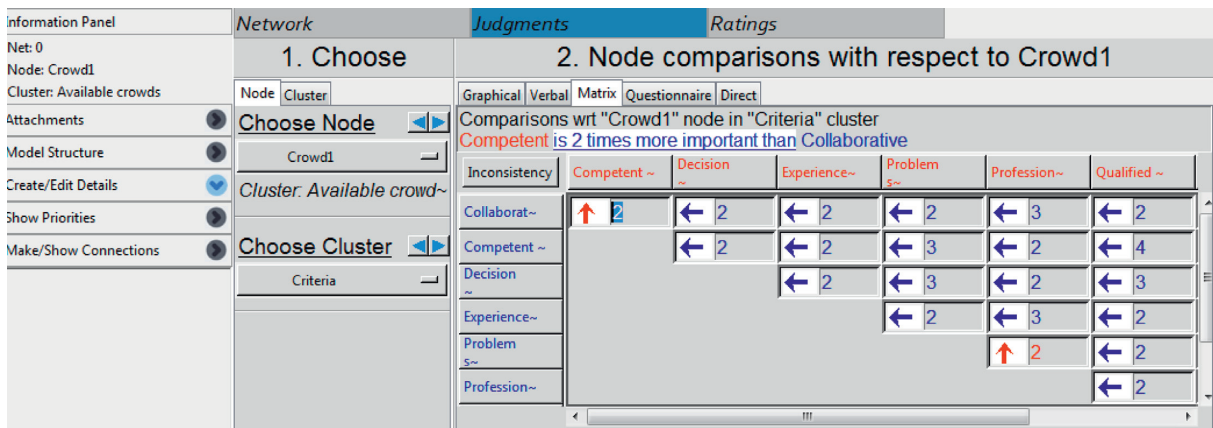 Information Panel
Net: 0
Node: Crowd1
Cluster: Available crowds
Attachments
Model Structure
Create/Edit Details
Show Priorities
Make/Show Connections
Network
Judgments
Ratings
1. Choose
Node Cluster
Choose Node
Crowd1
Cluster: Available crowd~
Choose Cluster
Criteria
2. Node comparisons with respect to Crowd1
Graphical Verbal Matrix Questionnaire Direct
Comparisons wrt "Crowd1" node in "Criteria" cluster
Competent is 2 times more important than Collaborative
Inconsistency Competent ~ Decision ~ Experience~ Problem s~ Profession~ Qualified ~
Collaborat~ 2 2 2 2 3 2
Competent ~ 2 2 3 2 4
Decision ~ 2 3 2 3
Experience~ 2 3 2
Problem s~ 2 2
Profession~ 2